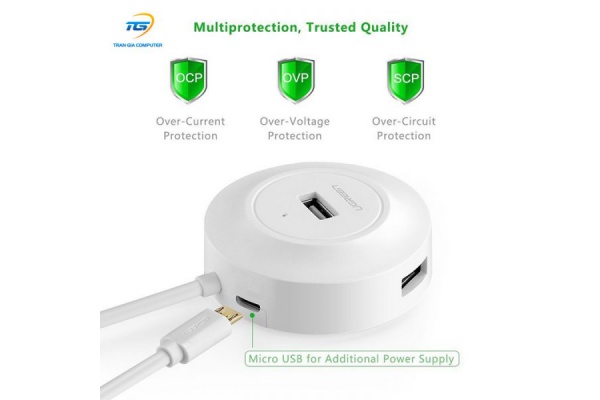 TGS
TRAN GIA COMPUTER
Multiprotection, Trusted Quality
OCP
OVP
SCP
Over-Current
Protection
Over-Voltage
Protection
Over-Circuit
Protection
UGREEN
Micro USB for Additional Power Supply